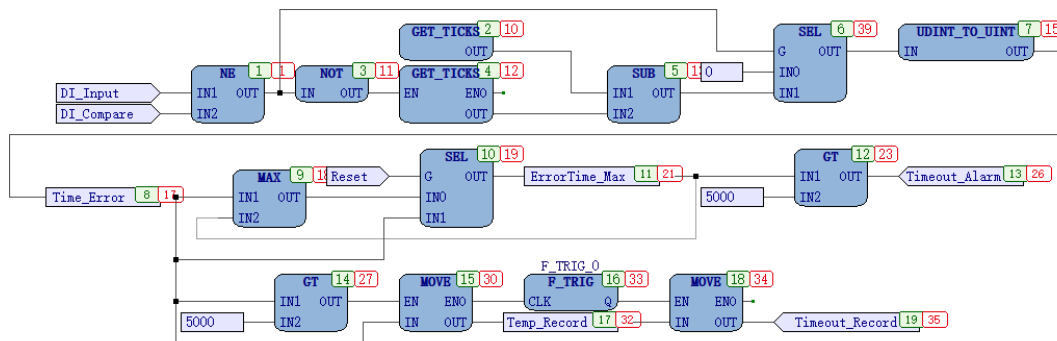 GET_TICKS 2 10
OUT
SEL 6 39
G OUT
IN0
IN1
UDINT_TO_UINT 7 15
IN OUT
NE 1 1
IN1 OUT
IN2
NOT 3 11
IN OUT
GET_TICKS 4 12
EN ENO
OUT
SUB 5
IN1 OUT
IN2
0
DI_Input
DI_Compare
SEL 10 19
G OUT
IN0
IN1
MAX 9 18
IN1 OUT
IN2
Reset
ErrorTime_Max 11 21
GT 12 23
IN1 OUT
IN2
Timeout_Alarm 13 26
Time_Error 8 17
5000
F_TRIG_0
GT 14 27
IN1 OUT
IN2
MOVE 15 30
EN ENO
IN OUT
F_TRIG 16 33
CLK Q
MOVE 18 34
EN ENO
IN OUT
5000
Temp_Record 17 32
Timeout_Record 19 35